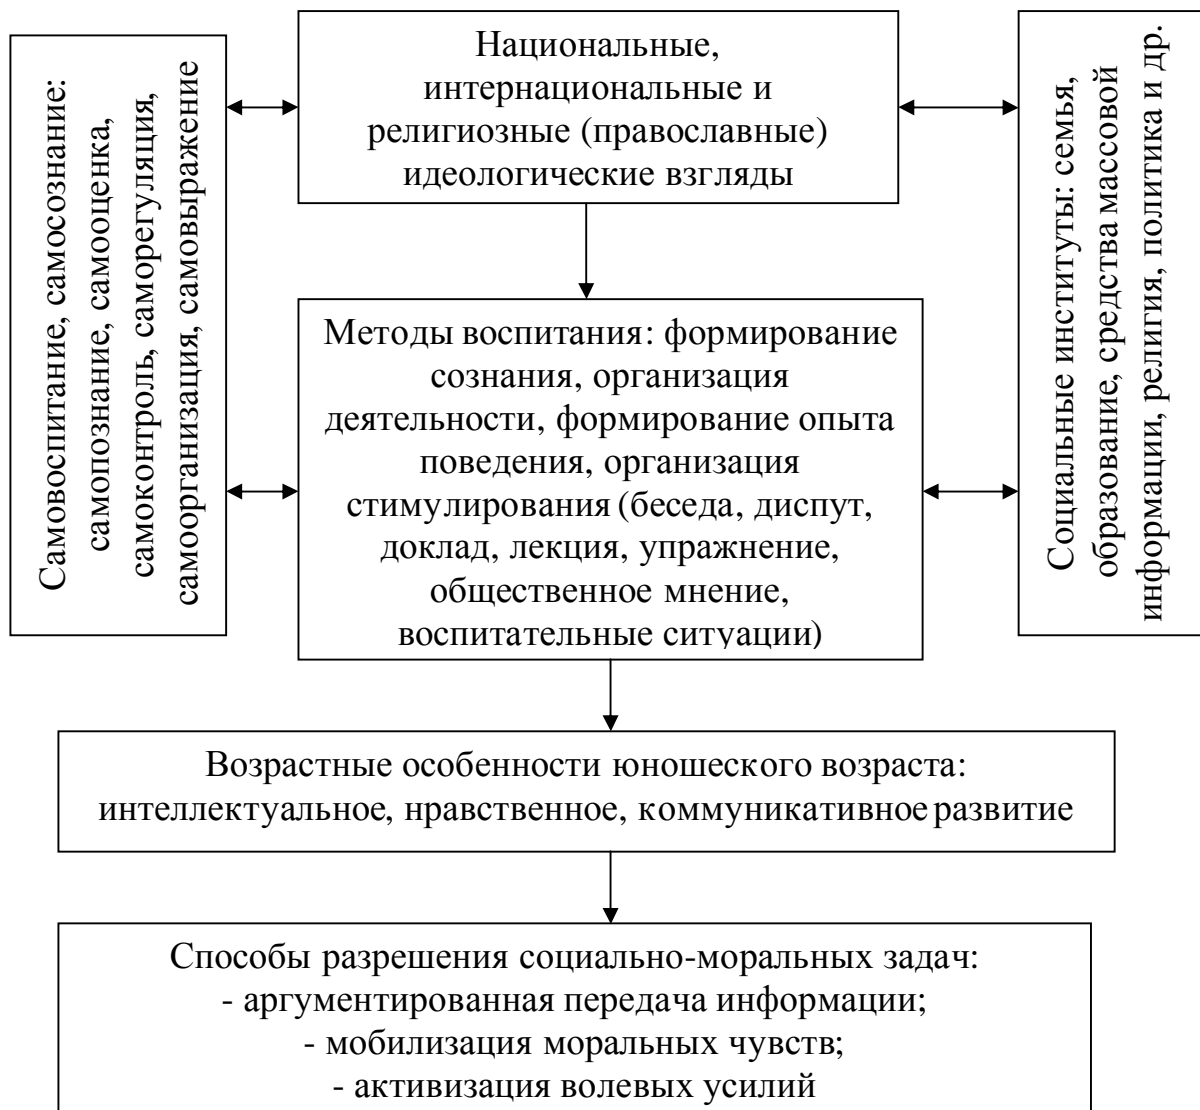 Самовоспитание, самосознание:
самопознание, самооценка,
самоконтроль, саморегуляция,
самоорганизация, самовыражение
Национальные,
интернациональные и
религиозные (православные)
идеологические взгляды
Социальные институты: семья,
образование, средства массовой
информации, религия, политика и др.
Методы воспитания: формирование
сознания, организация
деятельности, формирование опыта
поведения, организация
стимулирования (беседа, диспут,
доклад, лекция, упражнение,
общественное мнение,
воспитательные ситуации)
Возрастные особенности юношеского возраста:
интеллектуальное, нравственное, коммуникативное развитие
Способы разрешения социально-моральных задач:
- аргументированная передача информации;
- мобилизация моральных чувств;
- активизация волевых усилий